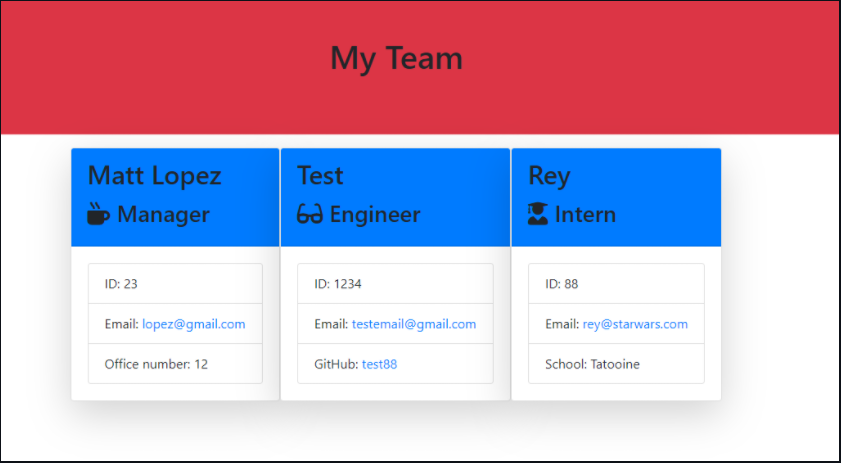 My Team
Matt Lopez
Manager
ID: 23
Email: lopez@gmail.com
Office number: 12
Test
Engineer
ID: 1234
Email: testemail@gmail.com
GitHub: test88
Rey
Intern
ID: 88
Email: rey@starwars.com
School: Tatooine